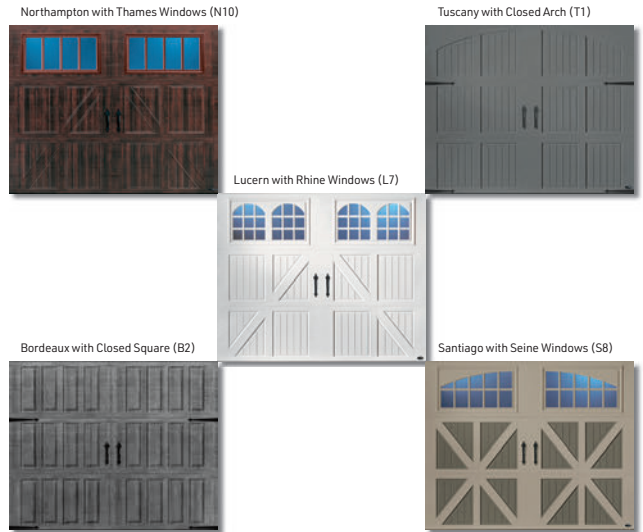 Northampton with Thames Windows (N10)
Tuscany with Closed Arch (T1)
Lucern with Rhine Windows (L7)
Bordeaux with Closed Square (B2)
Santiago with Seine Windows (S8)